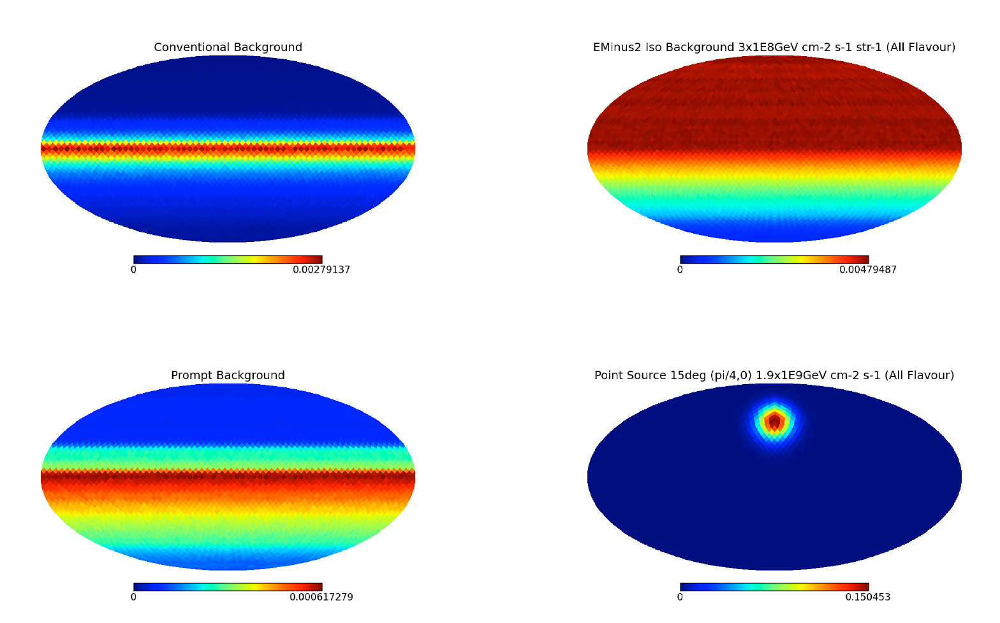 Conventional Background
EMinus2 Iso Background 3x1E8GeV cm-2 s-1 str-1 (All Flavour)
0
0.00279137
0
0.00479487
Prompt Background
Point Source 15deg (pi/4,0) 1.9x1E9GeV cm-2 s-1 (All Flavour)
0
0.000617279
0
0.150453